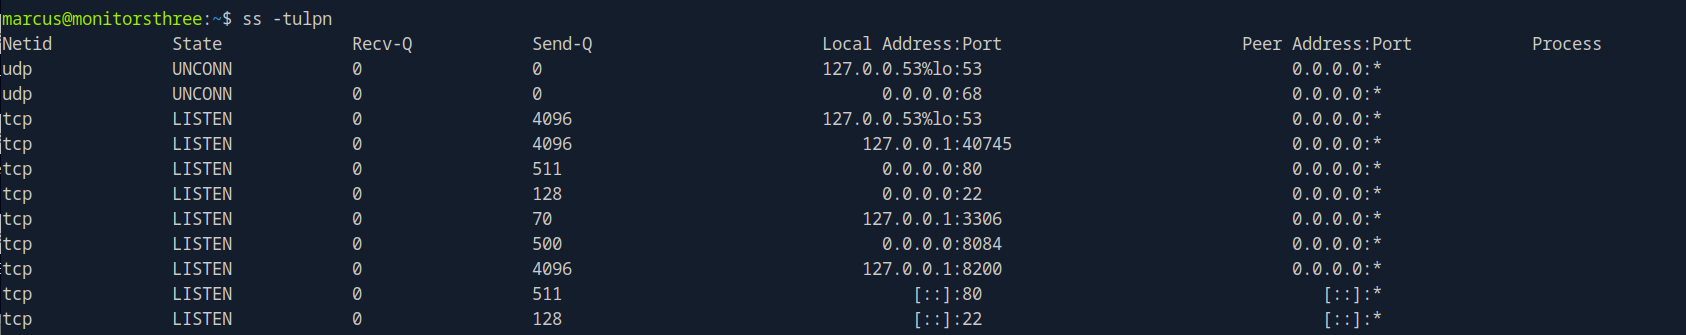 marcus@monitorsthree:~$ ss -tulpn
Netid State Recv-Q Send-Q Local Address:Port Peer Address:Port Process
udp UNCONN 0 0 127.0.0.53%lo:53 0.0.0.0:*
udp UNCONN 0 0 0.0.0.0:68 0.0.0.0:*
tcp LISTEN 0 4096 127.0.0.53%lo:53 0.0.0.0:*
tcp LISTEN 0 4096 127.0.0.1:40745 0.0.0.0:*
tcp LISTEN 0 511 0.0.0.0:80 0.0.0.0:*
tcp LISTEN 0 128 0.0.0.0:22 0.0.0.0:*
tcp LISTEN 0 70 127.0.0.1:3306 0.0.0.0:*
tcp LISTEN 0 500 0.0.0.0:8084 0.0.0.0:*
tcp LISTEN 0 4096 127.0.0.1:8200 0.0.0.0:*
tcp LISTEN 0 511 [::]:80 [::]:*
tcp LISTEN 0 128 [::]:22 [::]:*